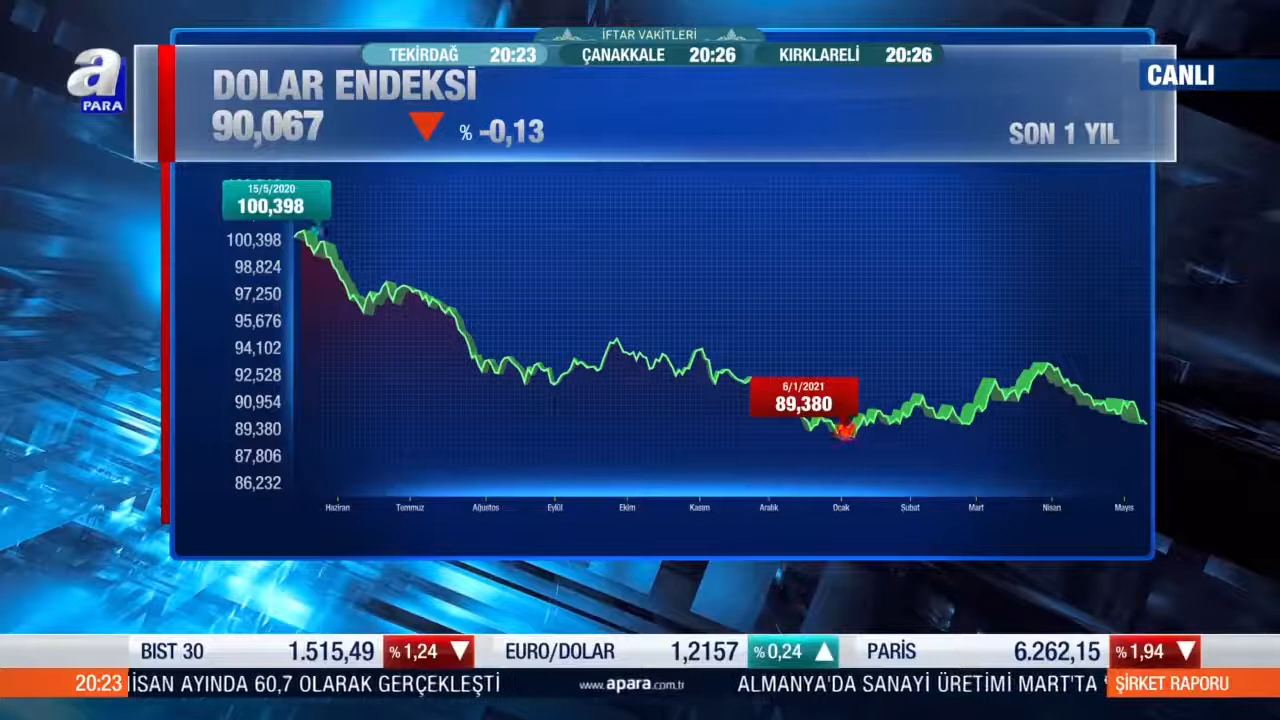 İFTAR VAKİTLERİ
TEKİRDAĞ 20:23 ÇANAKKALE 20:26 KIRKLARELİ 20:26
a
PARA
DOLAR ENDEKSİ
CANLI
90,067 % -0,13
SON 1 YIL
15/5/2020
100,398
100,398
98,824
97,250
95,676
94,102
92,528
90,954
89,380
87,806
86,232
6/1/2021
89,380
Haziran Temmuz Ağustos Eylül Ekim Kasım Aralık Ocak Şubat Mart Nisan Mayıs
BIST 30 1.515,49 %1,24 EURO/DOLAR 1,2157 %0,24 PARİS 6.262,15 %1,94
20:23 NİSAN AYINDA 60,7 OLARAK GERÇEKLEŞTİ www.apara.com.tr ALMANYA'DA SANAYİ ÜRETİMİ MART'TA ŞİRKET RAPORU